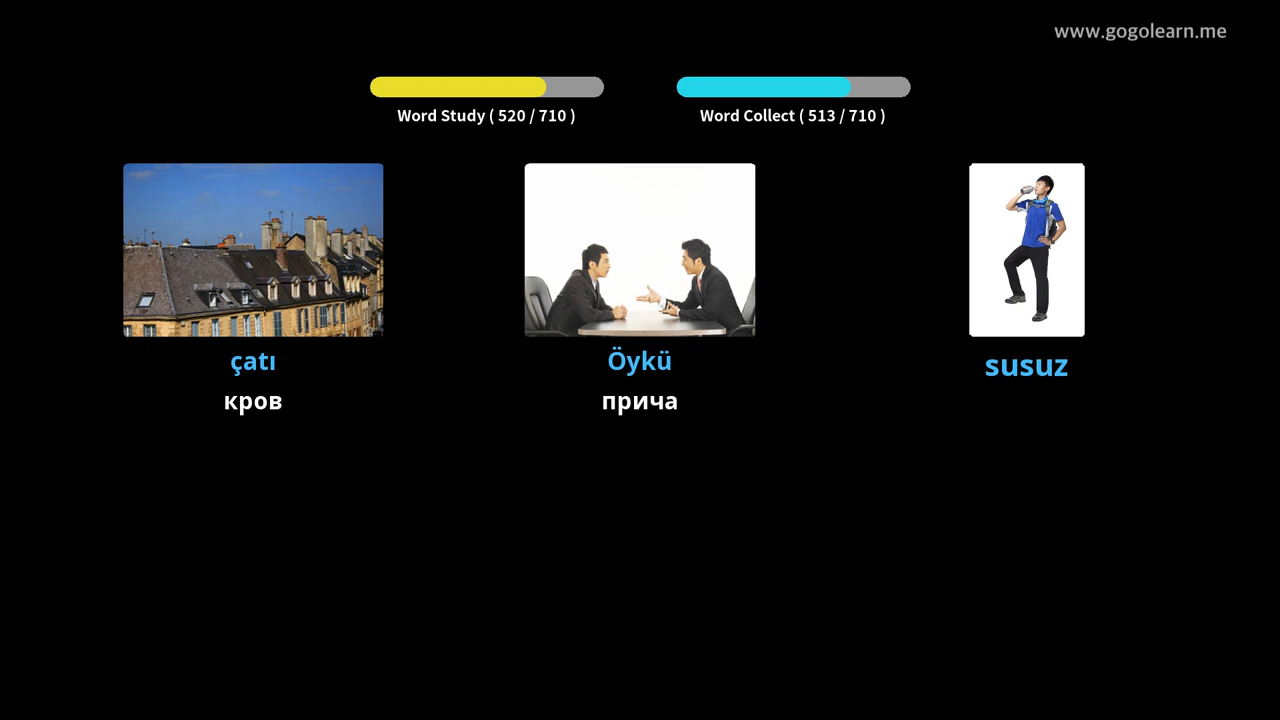 www.gogolearn.me
Word Study ( 520 / 710 )
Word Collect ( 513 / 710 )
çatı
кров
Öykü
прича
susuz